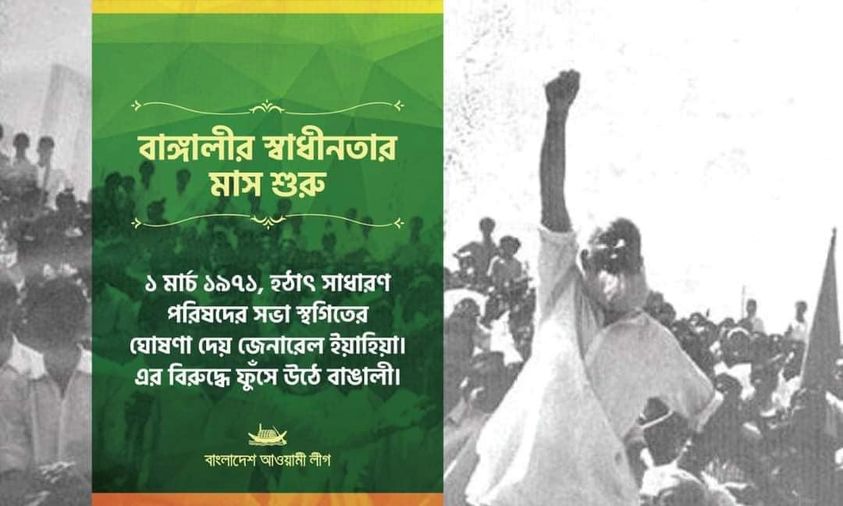 বাঙ্গালীর স্বাধীনতার
মাস শুরু
১ মার্চ ১৯৭১, হঠাৎ সাধারণ
পরিষদের সভা স্থগিতের
ঘোষণা দেয় জেনারেল ইয়াহিয়া।
এর বিরুদ্ধে ফুঁসে উঠে বাঙালী।
বাংলাদেশ আওয়ামী লীগ